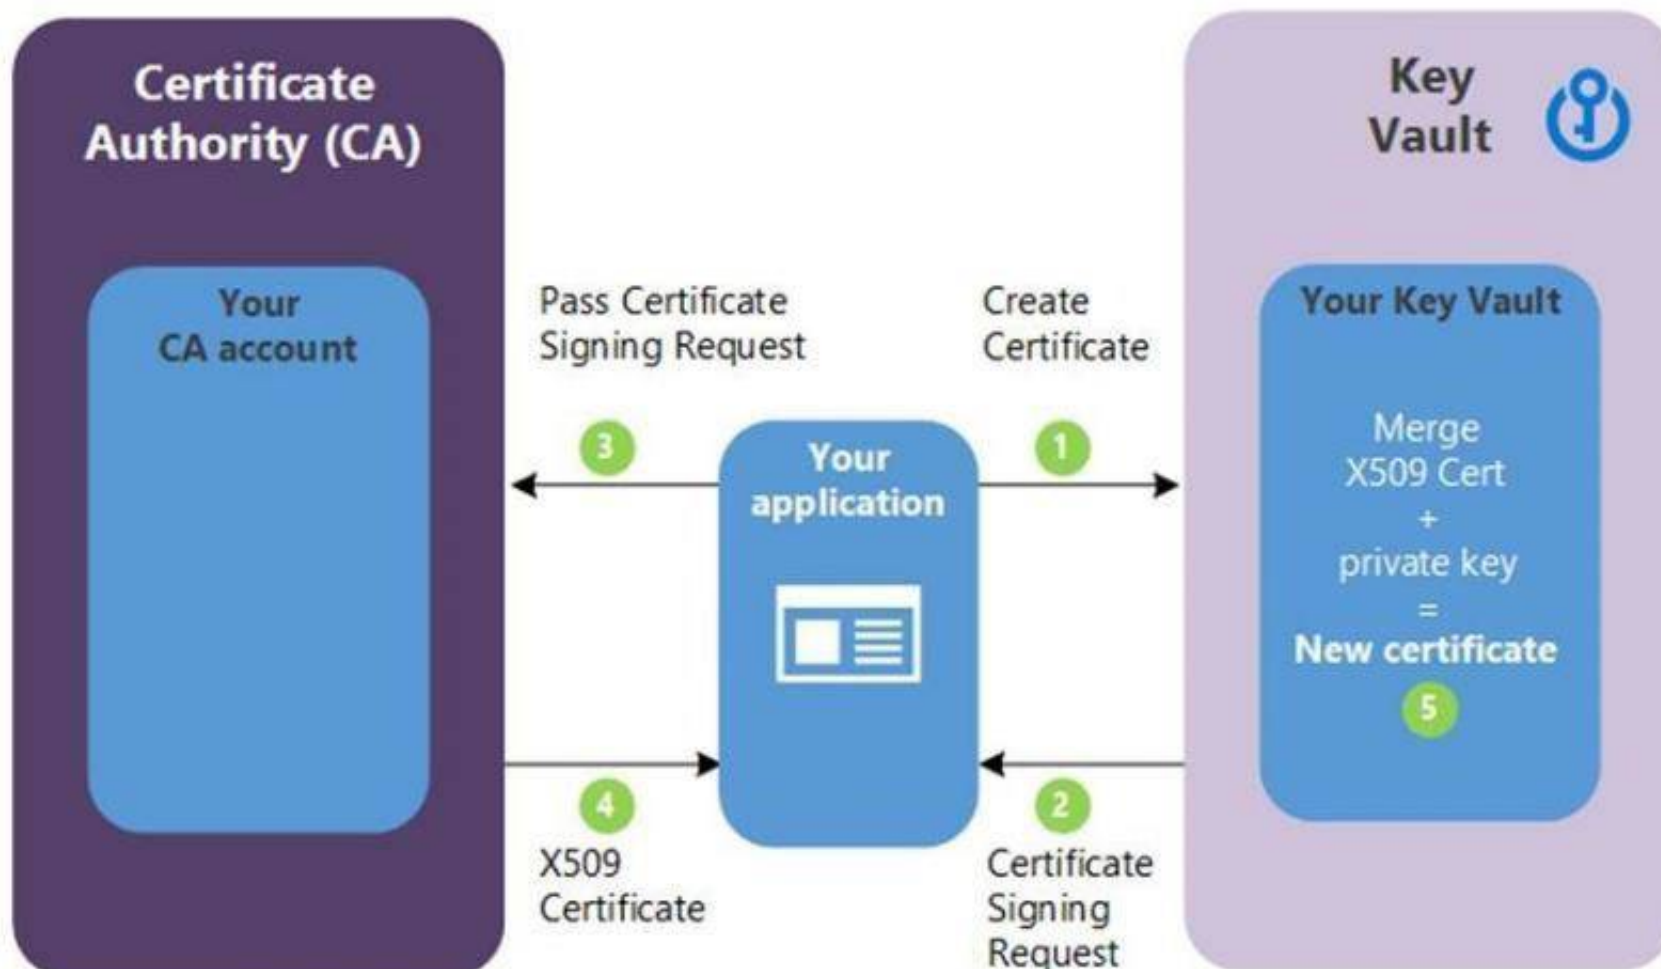 Certificate
Authority (CA)
Your
CA account
Pass Certificate
Signing Request
3
4
X509
Certificate
Your
application
Create
Certificate
1
2
Certificate
Signing
Request
Key
Vault
Your Key Vault
Merge
X509 Cert
+
private key
=
New certificate
5